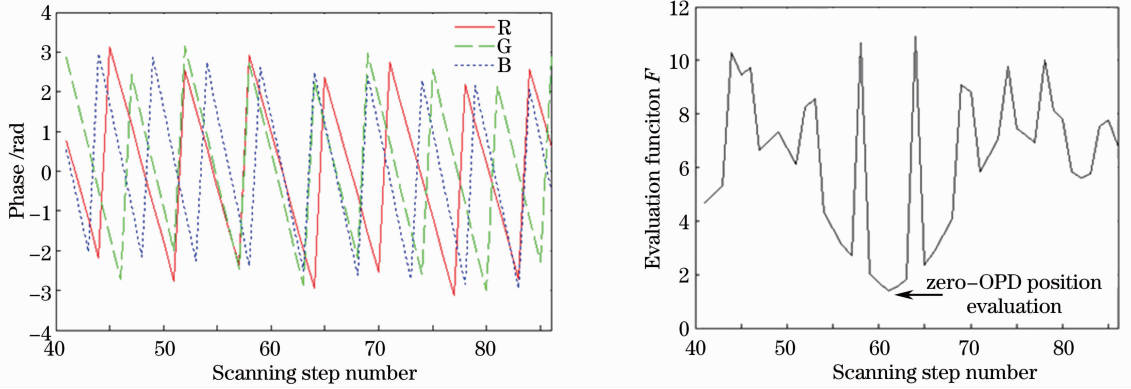 4
3
2
1
0
−1
−2
−3
−4
Phase /rad
R
G
B
40
50
60
70
80
Scanning step number
12
10
8
6
4
2
0
Evaluation funciton F
zero−OPD position
evaluation
40
50
60
70
80
Scanning step number